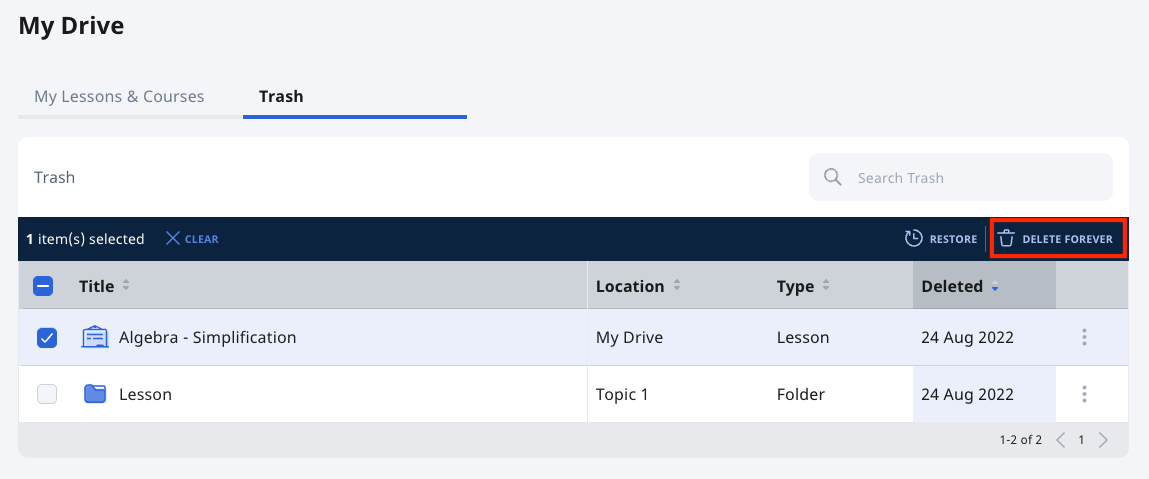 My Drive
My Lessons & Courses Trash
Trash Search Trash
1 item(s) selected CLEAR RESTORE DELETE FOREVER
Title Location Type Deleted
Algebra - Simplification My Drive Lesson 24 Aug 2022
Lesson Topic 1 Folder 24 Aug 2022
1-2 of 2 1